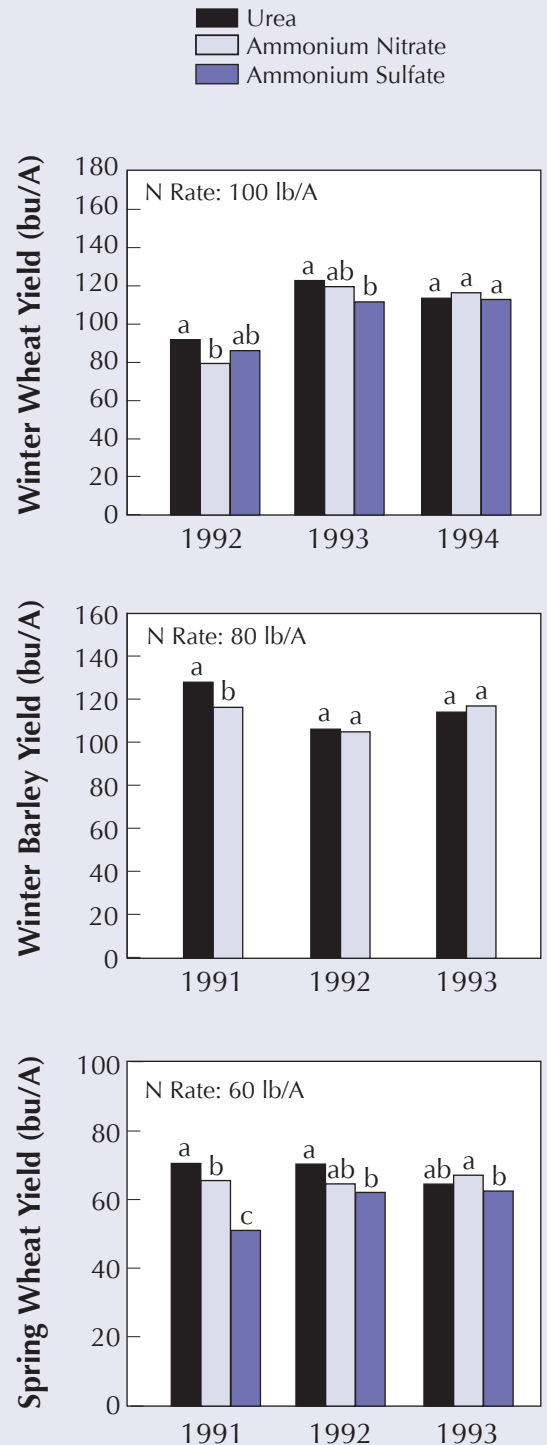 Urea
Ammonium Nitrate
Ammonium Sulfate
Winter Wheat Yield (bu/A)
180
160
140
120
100
80
60
40
20
0
N Rate: 100 lb/A
a b ab
a ab b
a a a
1992 1993 1994
Winter Barley Yield (bu/A)
160
140
120
100
80
60
40
20
0
N Rate: 80 lb/A
a b
a a
a a
1991 1992 1993
Spring Wheat Yield (bu/A)
100
80
60
40
20
0
N Rate: 60 lb/A
a b c
a ab b
ab a b
1991 1992 1993